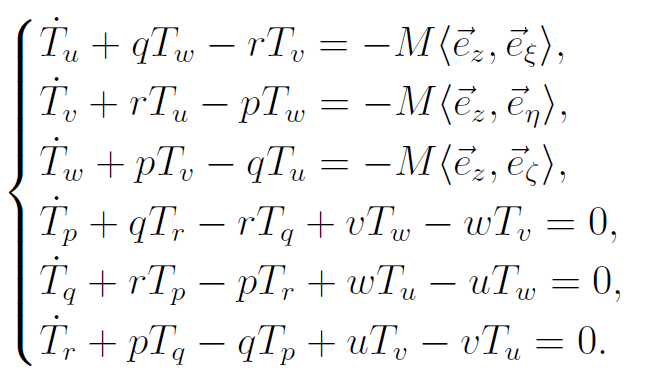 Ṫ_u + qT_w − rT_v = −M⟨e⃗_z, e⃗_ξ⟩,
Ṫ_v + rT_u − pT_w = −M⟨e⃗_z, e⃗_η⟩,
Ṫ_w + pT_v − qT_u = −M⟨e⃗_z, e⃗_ζ⟩,
Ṫ_p + qT_r − rT_q + vT_w − wT_v = 0,
Ṫ_q + rT_p − pT_r + wT_u − uT_w = 0,
Ṫ_r + pT_q − qT_p + uT_v − vT_u = 0.